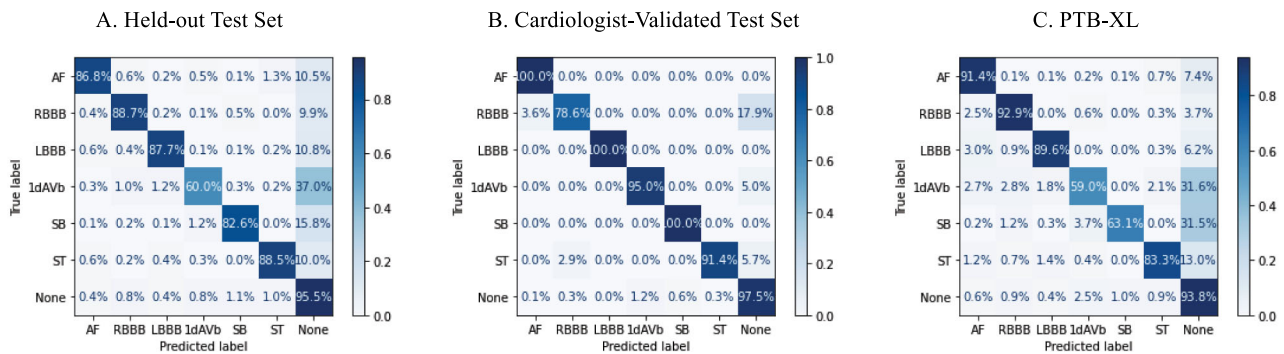 A. Held-out Test Set
True label
AF 86.8% 0.6% 0.2% 0.5% 0.1% 1.3% 10.5%
RBBB 0.4% 88.7% 0.2% 0.1% 0.5% 0.0% 9.9%
LBBB 0.6% 0.4% 87.7% 0.1% 0.1% 0.2% 10.8%
1dAVb 0.3% 1.0% 1.2% 60.0% 0.3% 0.2% 37.0%
SB 0.1% 0.2% 0.1% 1.2% 82.6% 0.0% 15.8%
ST 0.6% 0.2% 0.4% 0.3% 0.0% 88.5% 10.0%
None 0.4% 0.8% 0.4% 0.8% 1.1% 1.0% 95.5%
AF RBBB LBBB 1dAVb SB ST None
Predicted label
0.8
0.6
0.4
0.2
0.0
B. Cardiologist-Validated Test Set
True label
AF 100.0% 0.0% 0.0% 0.0% 0.0% 0.0% 0.0%
RBBB 3.6% 78.6% 0.0% 0.0% 0.0% 0.0% 17.9%
LBBB 0.0% 0.0% 100.0% 0.0% 0.0% 0.0% 0.0%
1dAVb 0.0% 0.0% 0.0% 95.0% 0.0% 0.0% 5.0%
SB 0.0% 0.0% 0.0% 0.0% 100.0% 0.0% 0.0%
ST 0.0% 2.9% 0.0% 0.0% 0.0% 91.4% 5.7%
None 0.1% 0.3% 0.0% 1.2% 0.6% 0.3% 97.5%
AF RBBB LBBB 1dAVb SB ST None
Predicted label
1.0
0.8
0.6
0.4
0.2
0.0
C. PTB-XL
True label
AF 91.4% 0.1% 0.1% 0.2% 0.1% 0.7% 7.4%
RBBB 2.5% 92.9% 0.0% 0.6% 0.0% 0.3% 3.7%
LBBB 3.0% 0.9% 89.6% 0.0% 0.0% 0.3% 6.2%
1dAVb 2.7% 2.8% 1.8% 59.0% 0.0% 2.1% 31.6%
SB 0.2% 1.2% 0.3% 3.7% 63.1% 0.0% 31.5%
ST 1.2% 0.7% 1.4% 0.4% 0.0% 83.3% 13.0%
None 0.6% 0.9% 0.4% 2.5% 1.0% 0.9% 93.8%
AF RBBB LBBB 1dAVb SB ST None
Predicted label
0.8
0.6
0.4
0.2
0.0